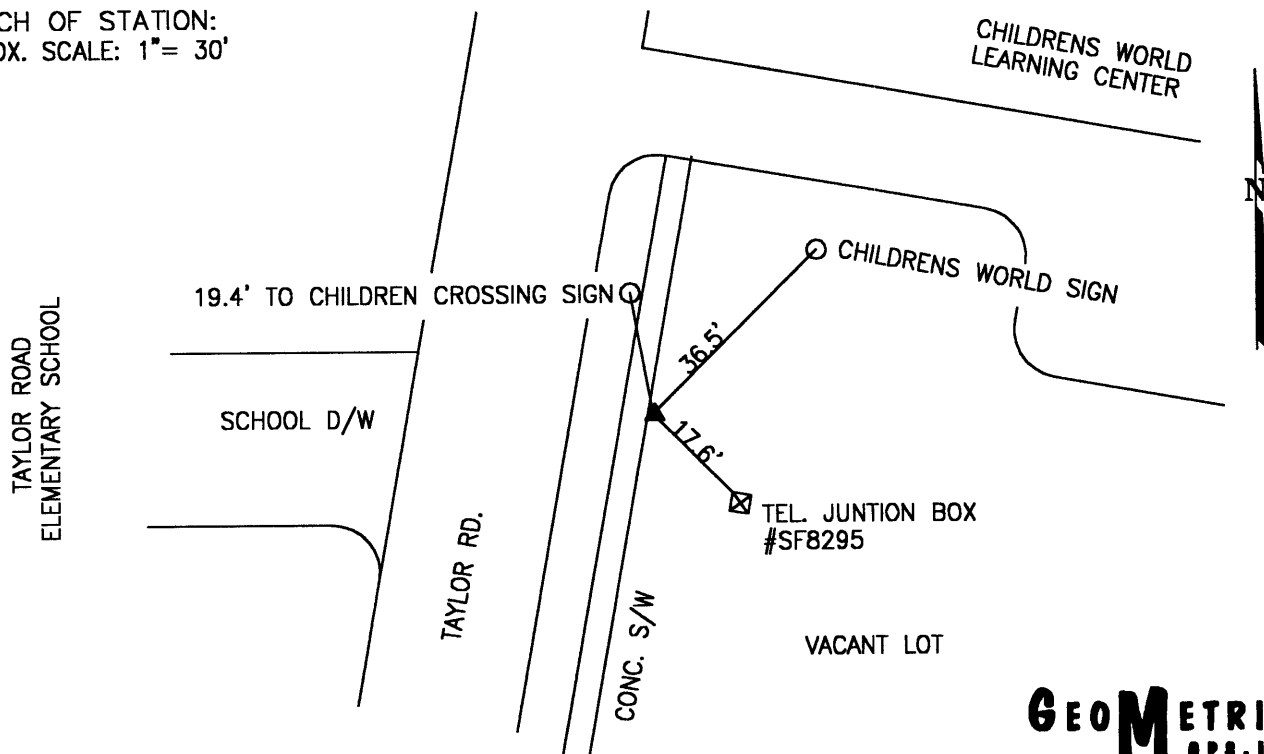 CH OF STATION:
OX. SCALE: 1"= 30'
CHILDRENS WORLD
LEARNING CENTER
N
CHILDRENS WORLD SIGN
19.4' TO CHILDREN CROSSING SIGN
36.5'
TAYLOR ROAD
ELEMENTARY SCHOOL
SCHOOL D/W
17.6'
TEL. JUNTION BOX
#SF8295
TAYLOR RD.
CONC. S/W
VACANT LOT
GEOMETRI